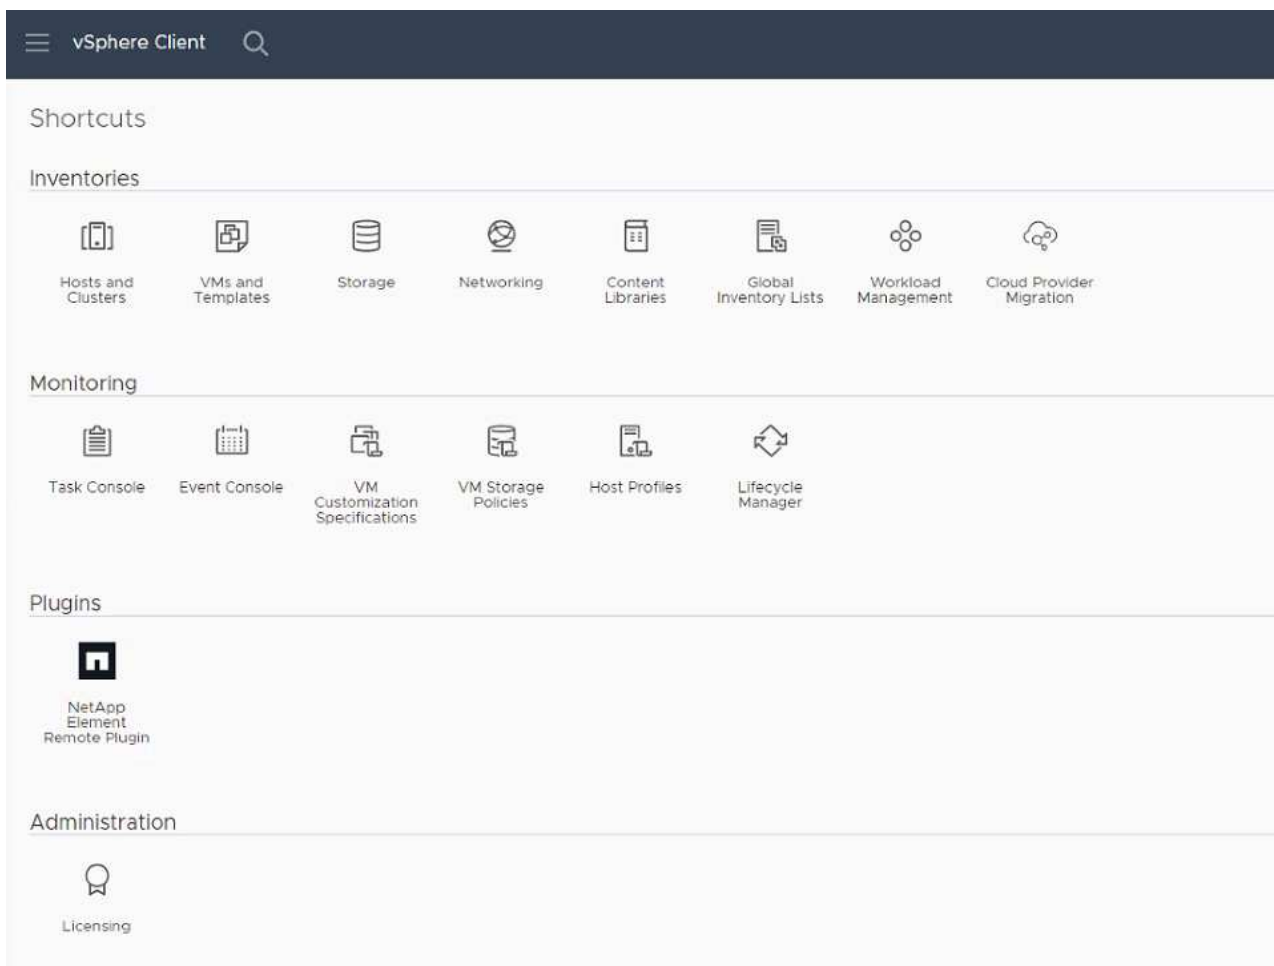 vSphere Client
Shortcuts
Inventories
Hosts and
Clusters
VMs and
Templates
Storage
Networking
Content
Libraries
Global
Inventory Lists
Workload
Management
Cloud Provider
Migration
Monitoring
Task Console
Event Console
VM
Customization
Specifications
VM Storage
Policies
Host Profiles
Lifecycle
Manager
Plugins
NetApp
Element
Remote Plugin
Administration
Licensing